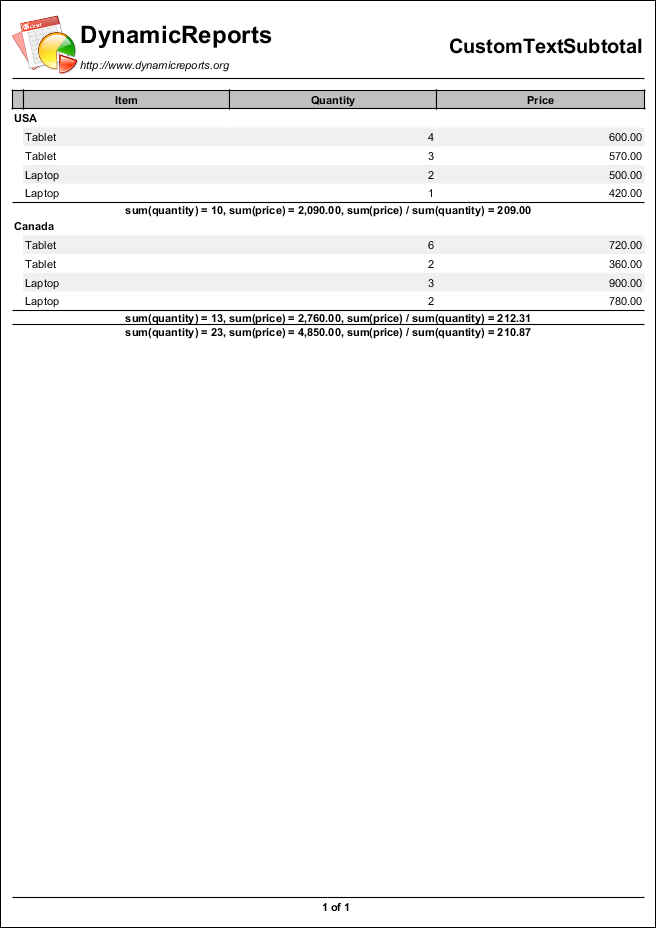 DynamicReports
CustomTextSubtotal
http://www.dynamicreports.org
Item Quantity Price
USA
Tablet 4 600.00
Tablet 3 570.00
Laptop 2 500.00
Laptop 1 420.00
sum(quantity) = 10, sum(price) = 2,090.00, sum(price) / sum(quantity) = 209.00
Canada
Tablet 6 720.00
Tablet 2 360.00
Laptop 3 900.00
Laptop 2 780.00
sum(quantity) = 13, sum(price) = 2,760.00, sum(price) / sum(quantity) = 212.31
sum(quantity) = 23, sum(price) = 4,850.00, sum(price) / sum(quantity) = 210.87
1 of 1